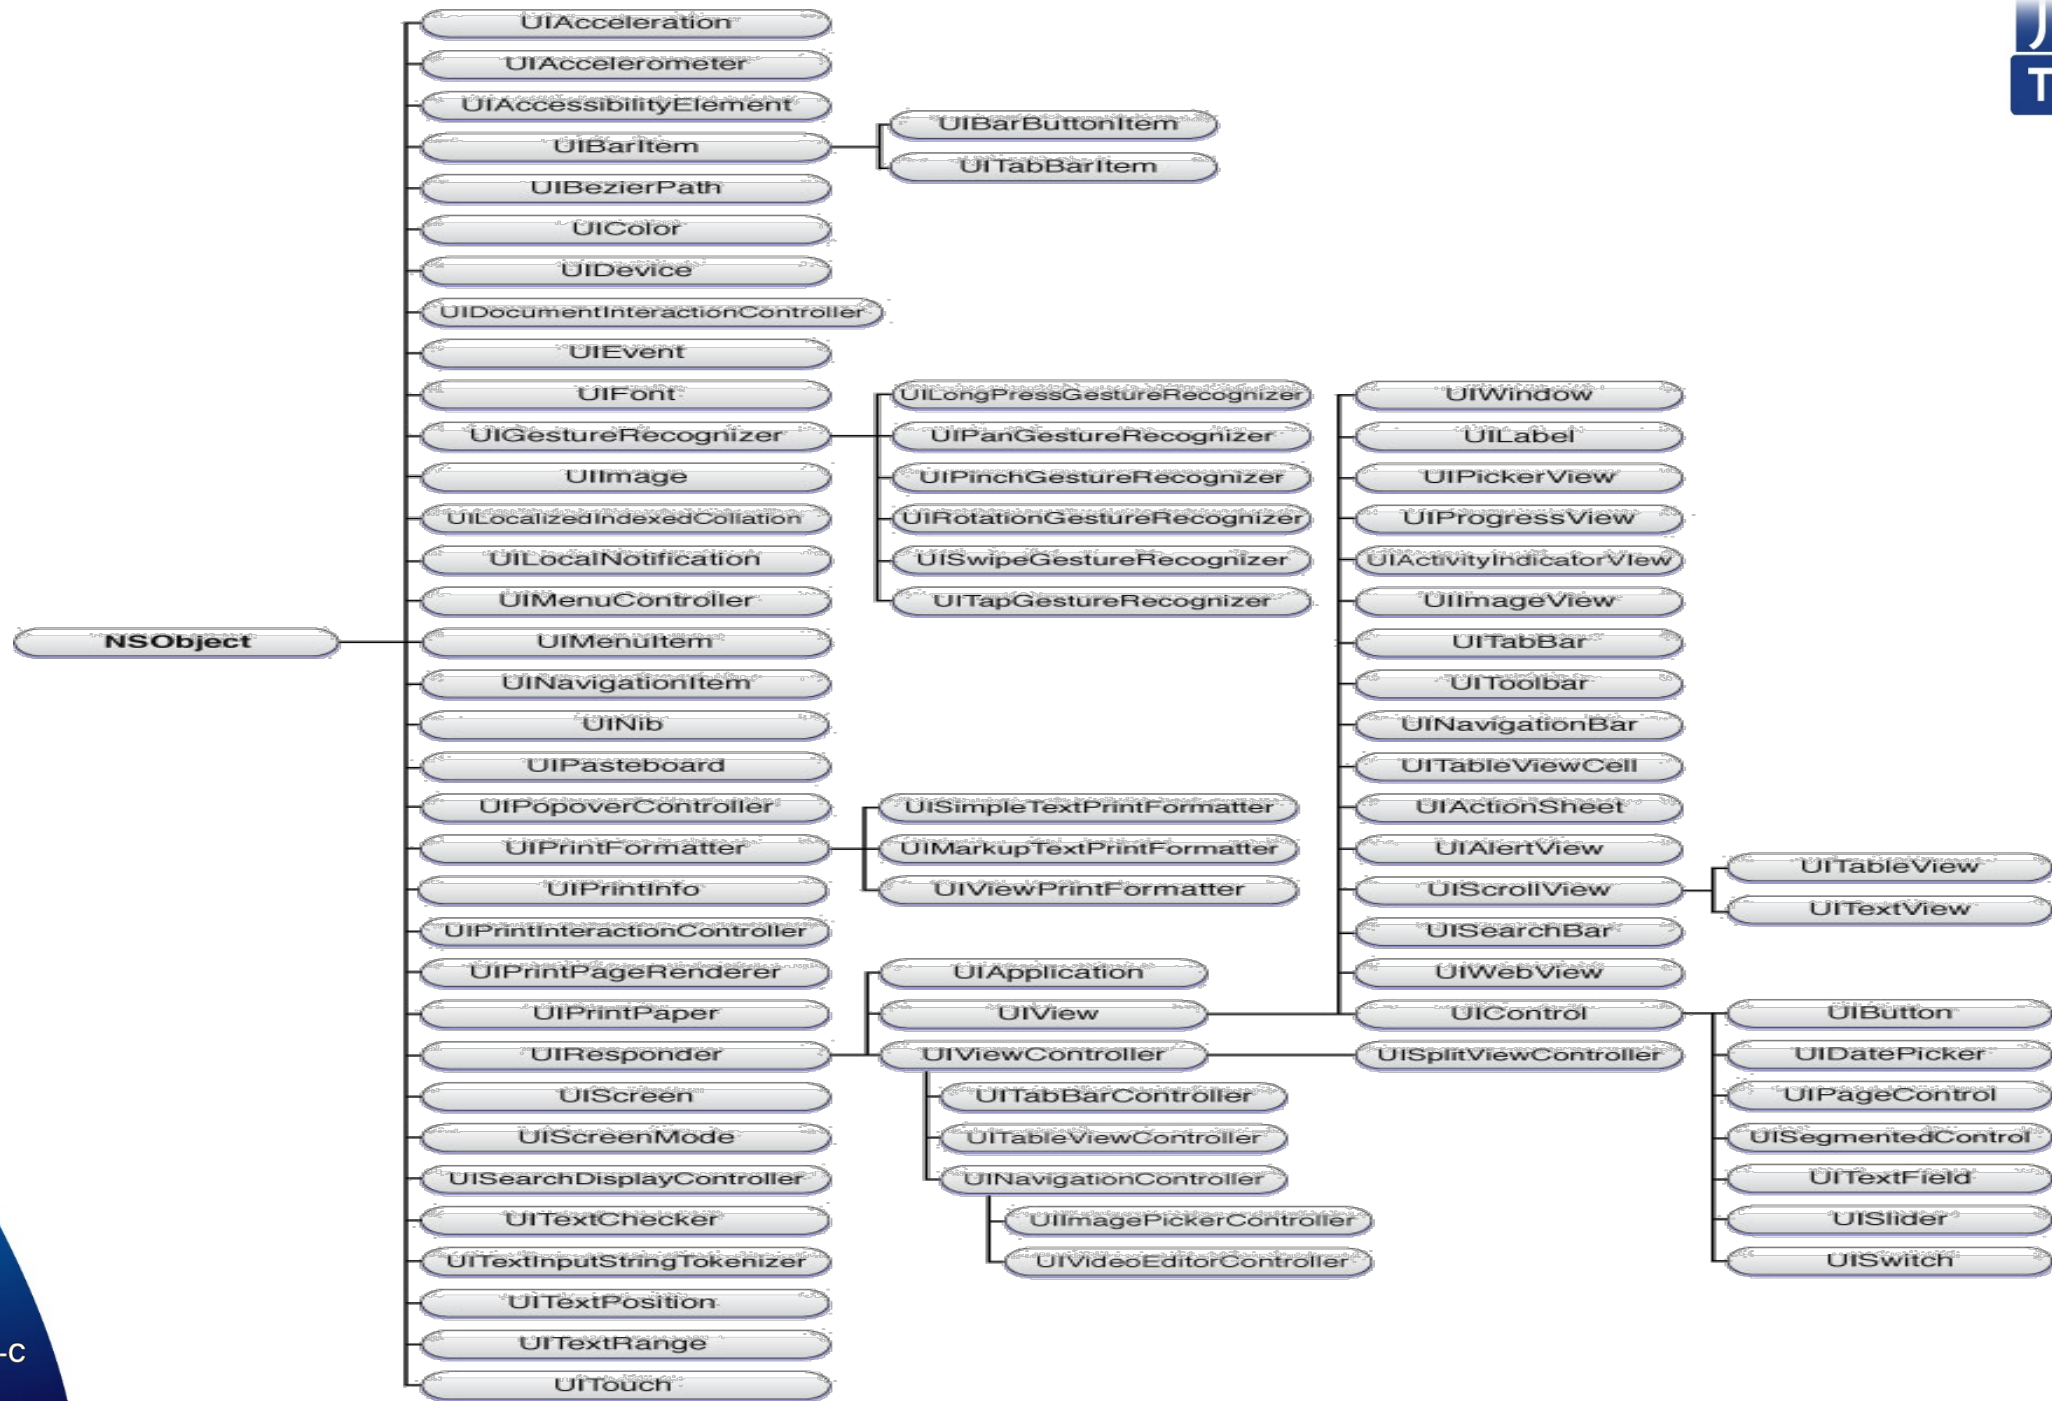 UIAcceleration
UIAccelerometer
UIAccessibilityElement
UIBarItem
UIBezierPath
UIColor
UIDevice
UIDocumentInteractionController
UIEvent
UIFont
UIGestureRecognizer
UIImage
UILocalizedIndexedCollation
UILocalNotification
UIMenuController
NSObject
UIMenuItem
UINavigationItem
UINib
UIPasteboard
UIPopoverController
UIPrintFormatter
UIPrintInfo
UIPrintInteractionController
UIPrintPageRenderer
UIPrintPaper
UIResponder
UIScreen
UIScreenMode
UISearchDisplayController
UITextChecker
UITextInputStringTokenizer
UITextPosition
UITextRange
UITouch
UIBarButtonItem
UITabBarItem
UILongPressGestureRecognizer
UIPanGestureRecognizer
UIPinchGestureRecognizer
UIRotationGestureRecognizer
UISwipeGestureRecognizer
UITapGestureRecognizer
UISimpleTextPrintFormatter
UIMarkupTextPrintFormatter
UIViewPrintFormatter
UIApplication
UIView
UIViewController
UITabBarController
UITableViewController
UINavigationController
UIImagePickerController
UIVideoEditorController
UIWindow
UILabel
UIPickerView
UIProgressView
UIActivityIndicatorVIew
UIImageView
UITabBar
UIToolbar
UINavigationBar
UITableViewCell
UIActionSheet
UIAlertView
UIScrollView
UISearchBar
UIWebView
UIControl
UISplitViewController
UITableView
UITextView
UIButton
UIDatePicker
UIPageControl
UISegmentedControl
UITextField
UISlider
UISwitch
J
T
-c